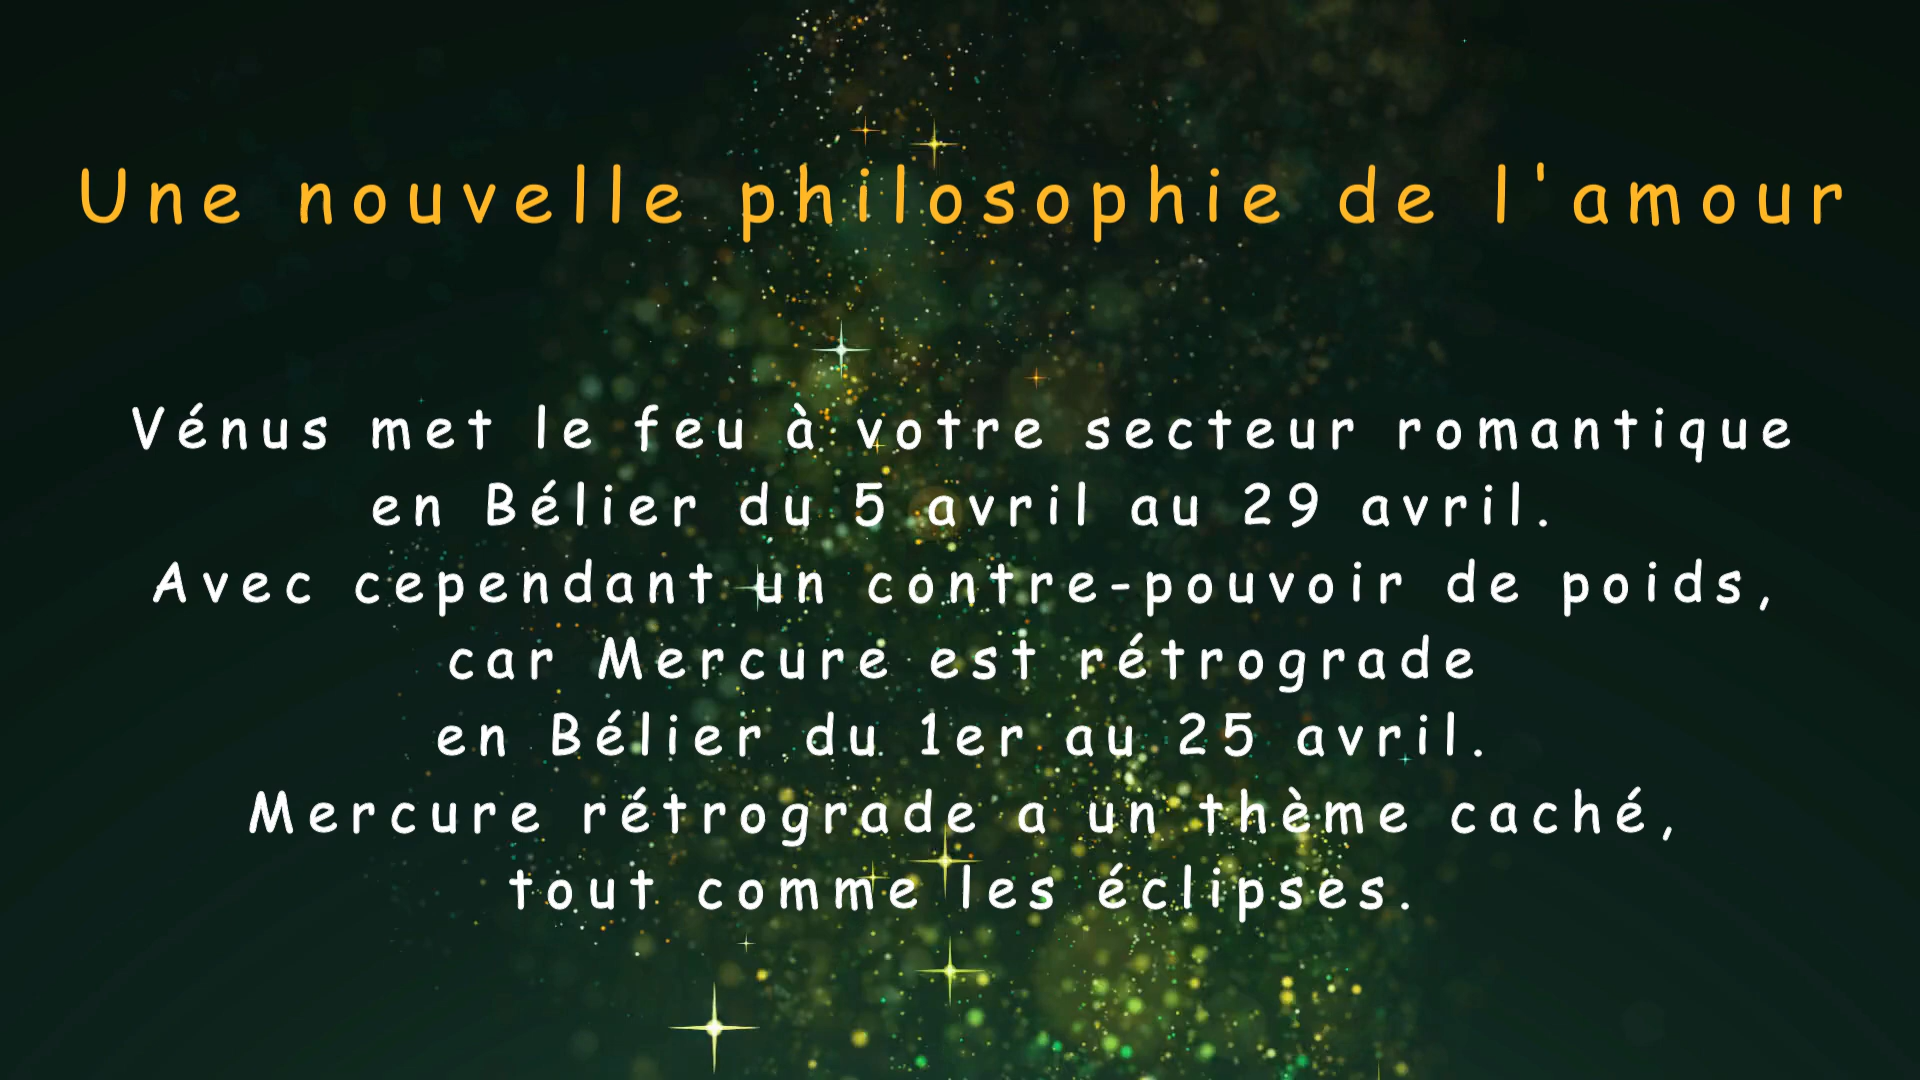 Une nouvelle philosophie de l'amour
Vénus met le feu à votre secteur romantique
en Bélier du 5 avril au 29 avril.
Avec cependant un contre-pouvoir de poids,
car Mercure est rétrograde
en Bélier du 1er au 25 avril.
Mercure rétrograde a un thème caché,
tout comme les éclipses.